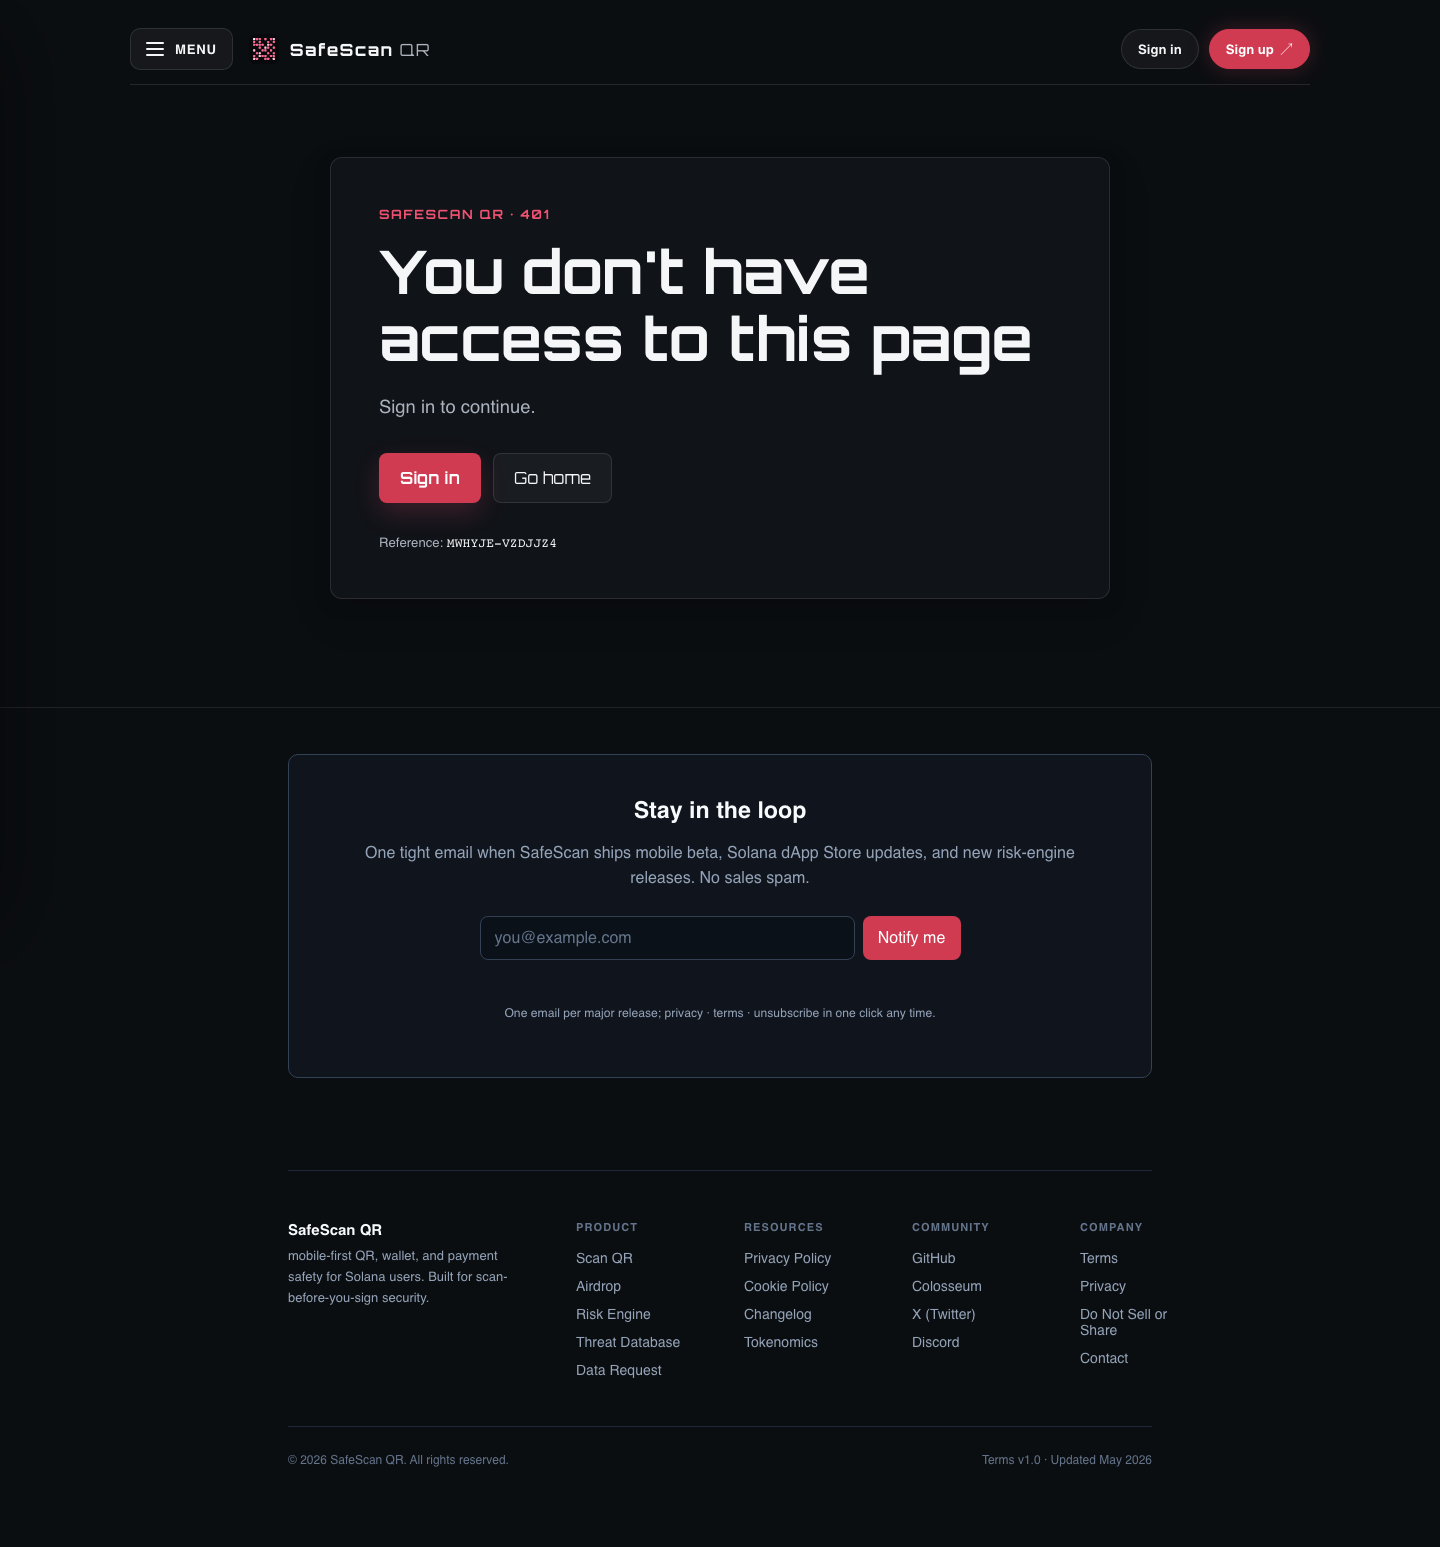 MENU
SafeScan QR
Sign in
Sign up ↗
SAFESCAN QR · 401
You don't have
access to this page
Sign in to continue.
Sign in
Go home
Reference: MWHYJE-VZDJJZ4
Stay in the loop
One tight email when SafeScan ships mobile beta, Solana dApp Store updates, and new risk-engine
releases. No sales spam.
you@example.com
Notify me
One email per major release; privacy · terms · unsubscribe in one click any time.
SafeScan QR
mobile-first QR, wallet, and payment
safety for Solana users. Built for scan-
before-you-sign security.
PRODUCT
Scan QR
Airdrop
Risk Engine
Threat Database
Data Request
RESOURCES
Privacy Policy
Cookie Policy
Changelog
Tokenomics
COMMUNITY
GitHub
Colosseum
X (Twitter)
Discord
COMPANY
Terms
Privacy
Do Not Sell or
Share
Contact
© 2026 SafeScan QR. All rights reserved.
Terms v1.0 · Updated May 2026